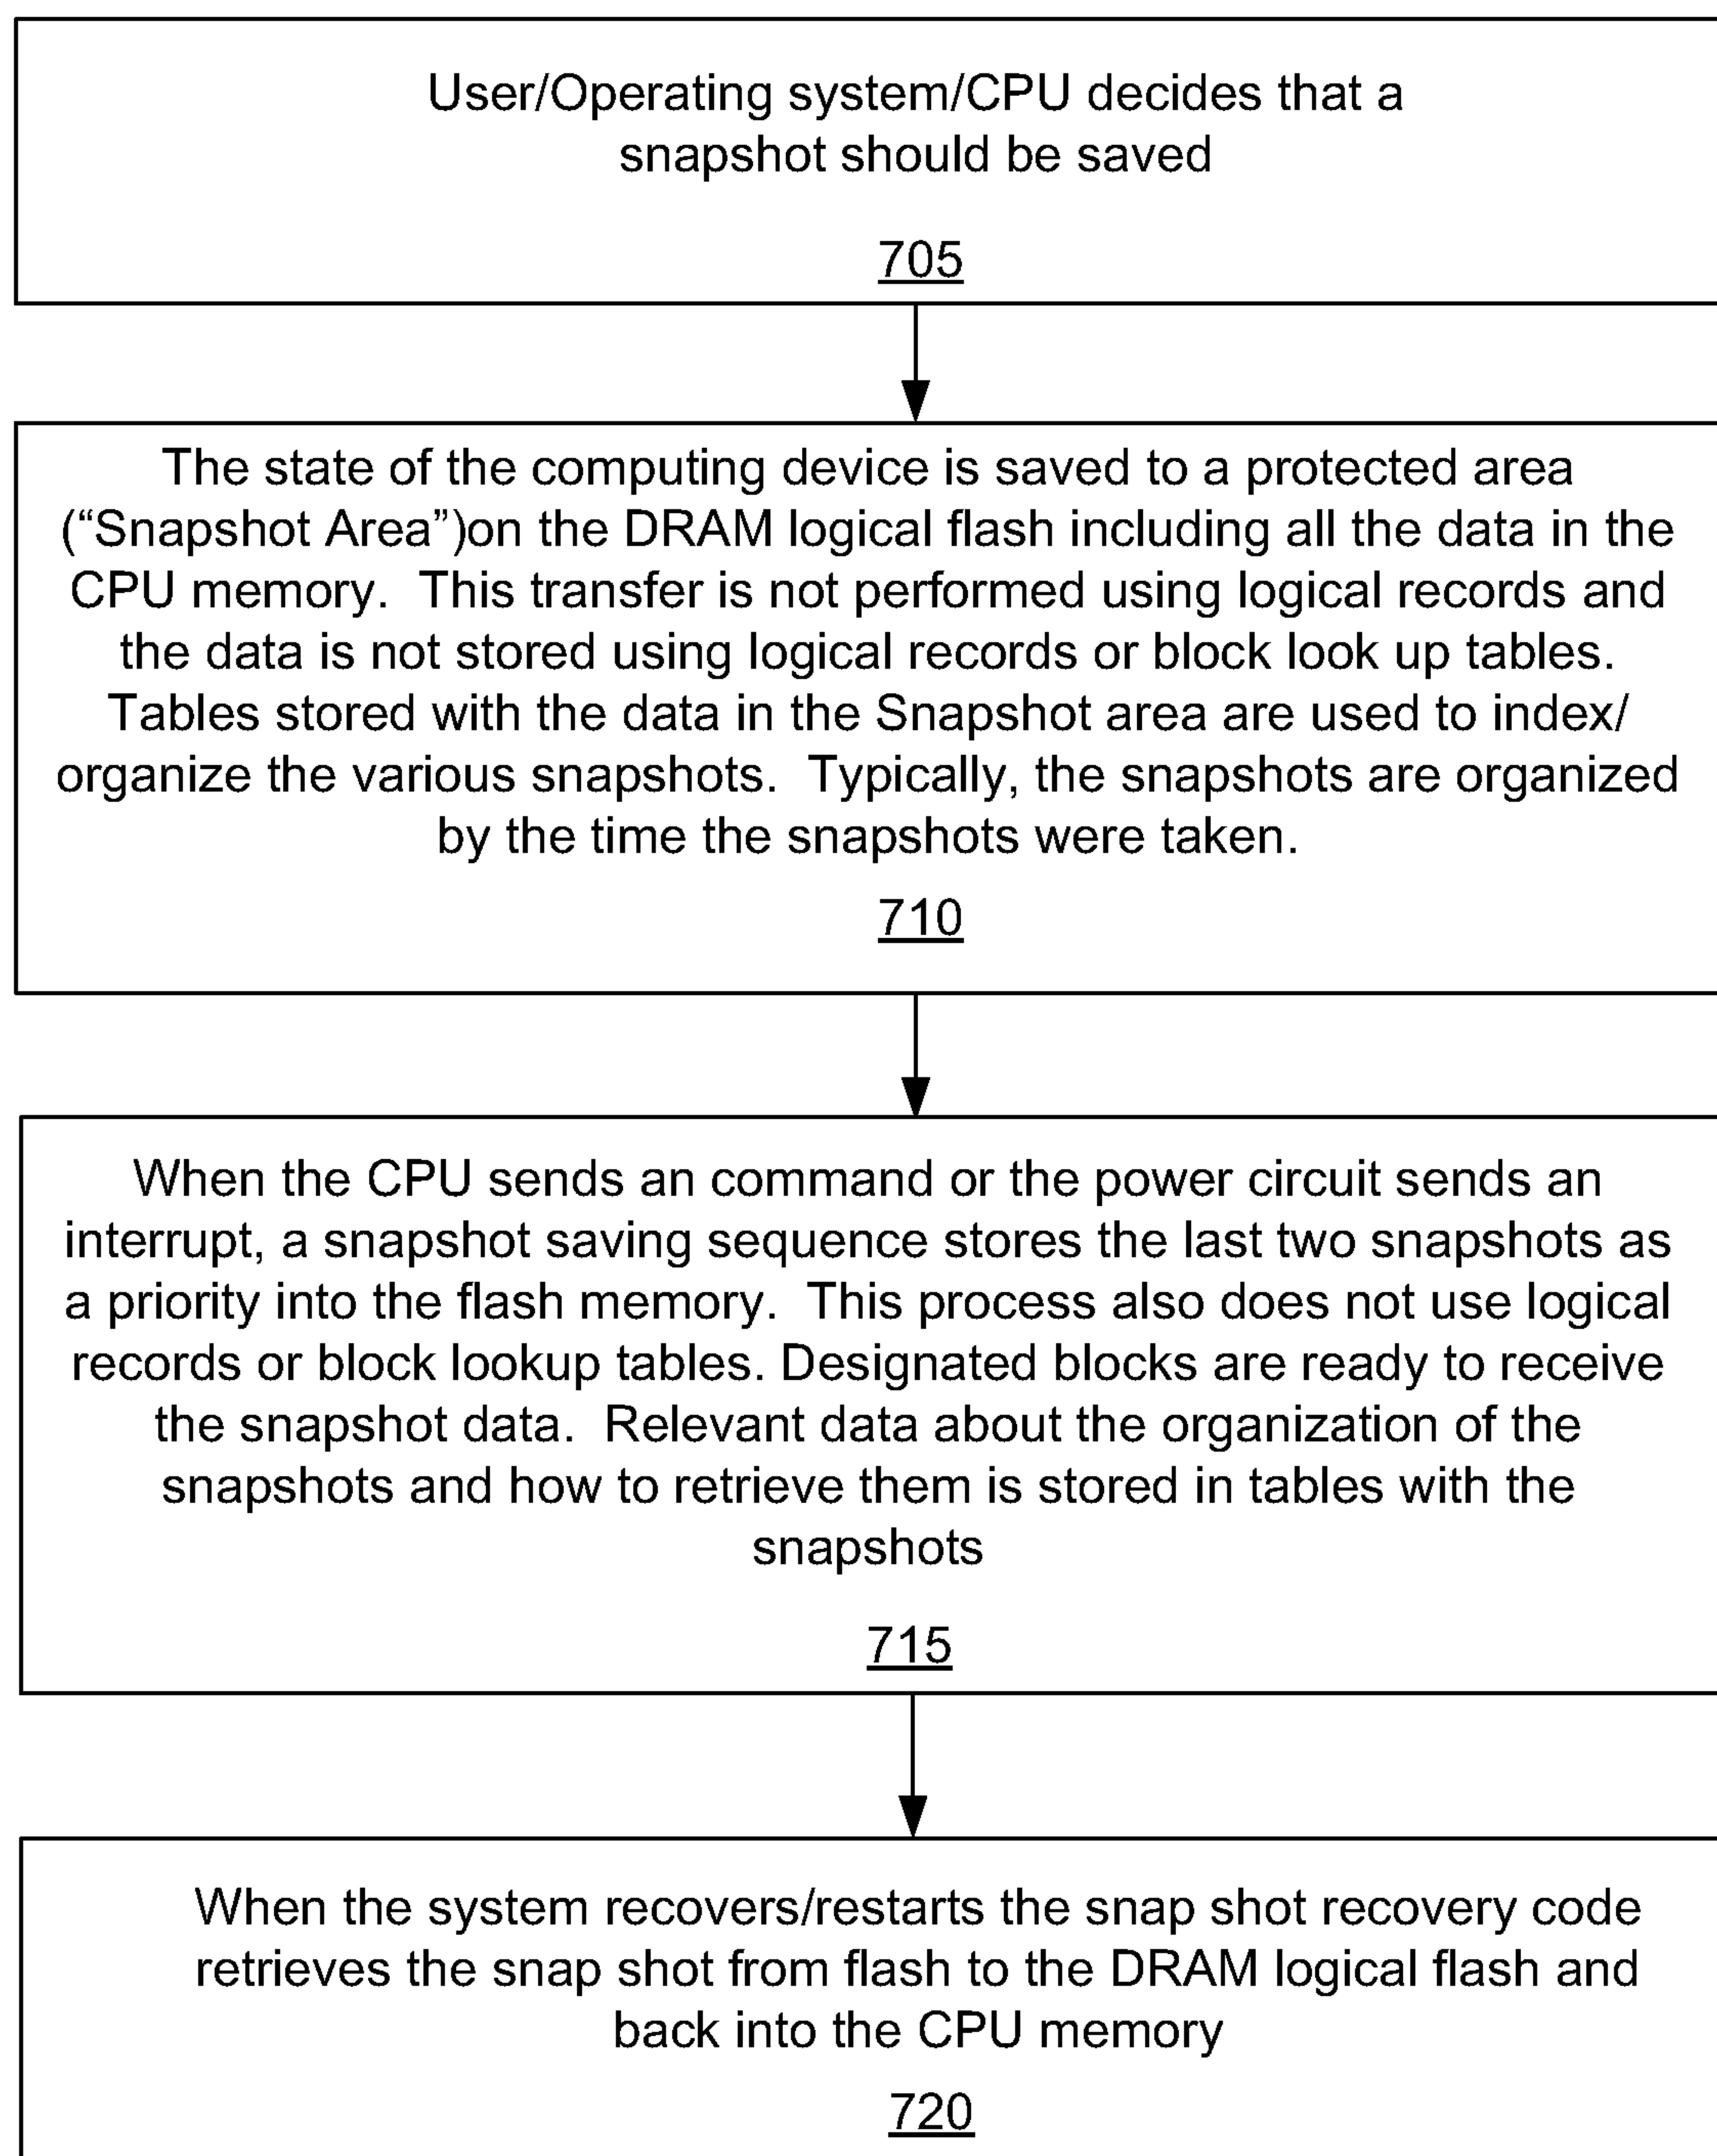 User/Operating system/CPU decides that a
snapshot should be saved
705
The state of the computing device is saved to a protected area
(“Snapshot Area”)on the DRAM logical flash including all the data in the
CPU memory.  This transfer is not performed using logical records and
the data is not stored using logical records or block look up tables.
Tables stored with the data in the Snapshot area are used to index/
organize the various snapshots.  Typically, the snapshots are organized
by the time the snapshots were taken.
710
When the CPU sends an command or the power circuit sends an
interrupt, a snapshot saving sequence stores the last two snapshots as
a priority into the flash memory.  This process also does not use logical
records or block lookup tables. Designated blocks are ready to receive
the snapshot data.  Relevant data about the organization of the
snapshots and how to retrieve them is stored in tables with the
snapshots
715
When the system recovers/restarts the snap shot recovery code
retrieves the snap shot from flash to the DRAM logical flash and
back into the CPU memory
720